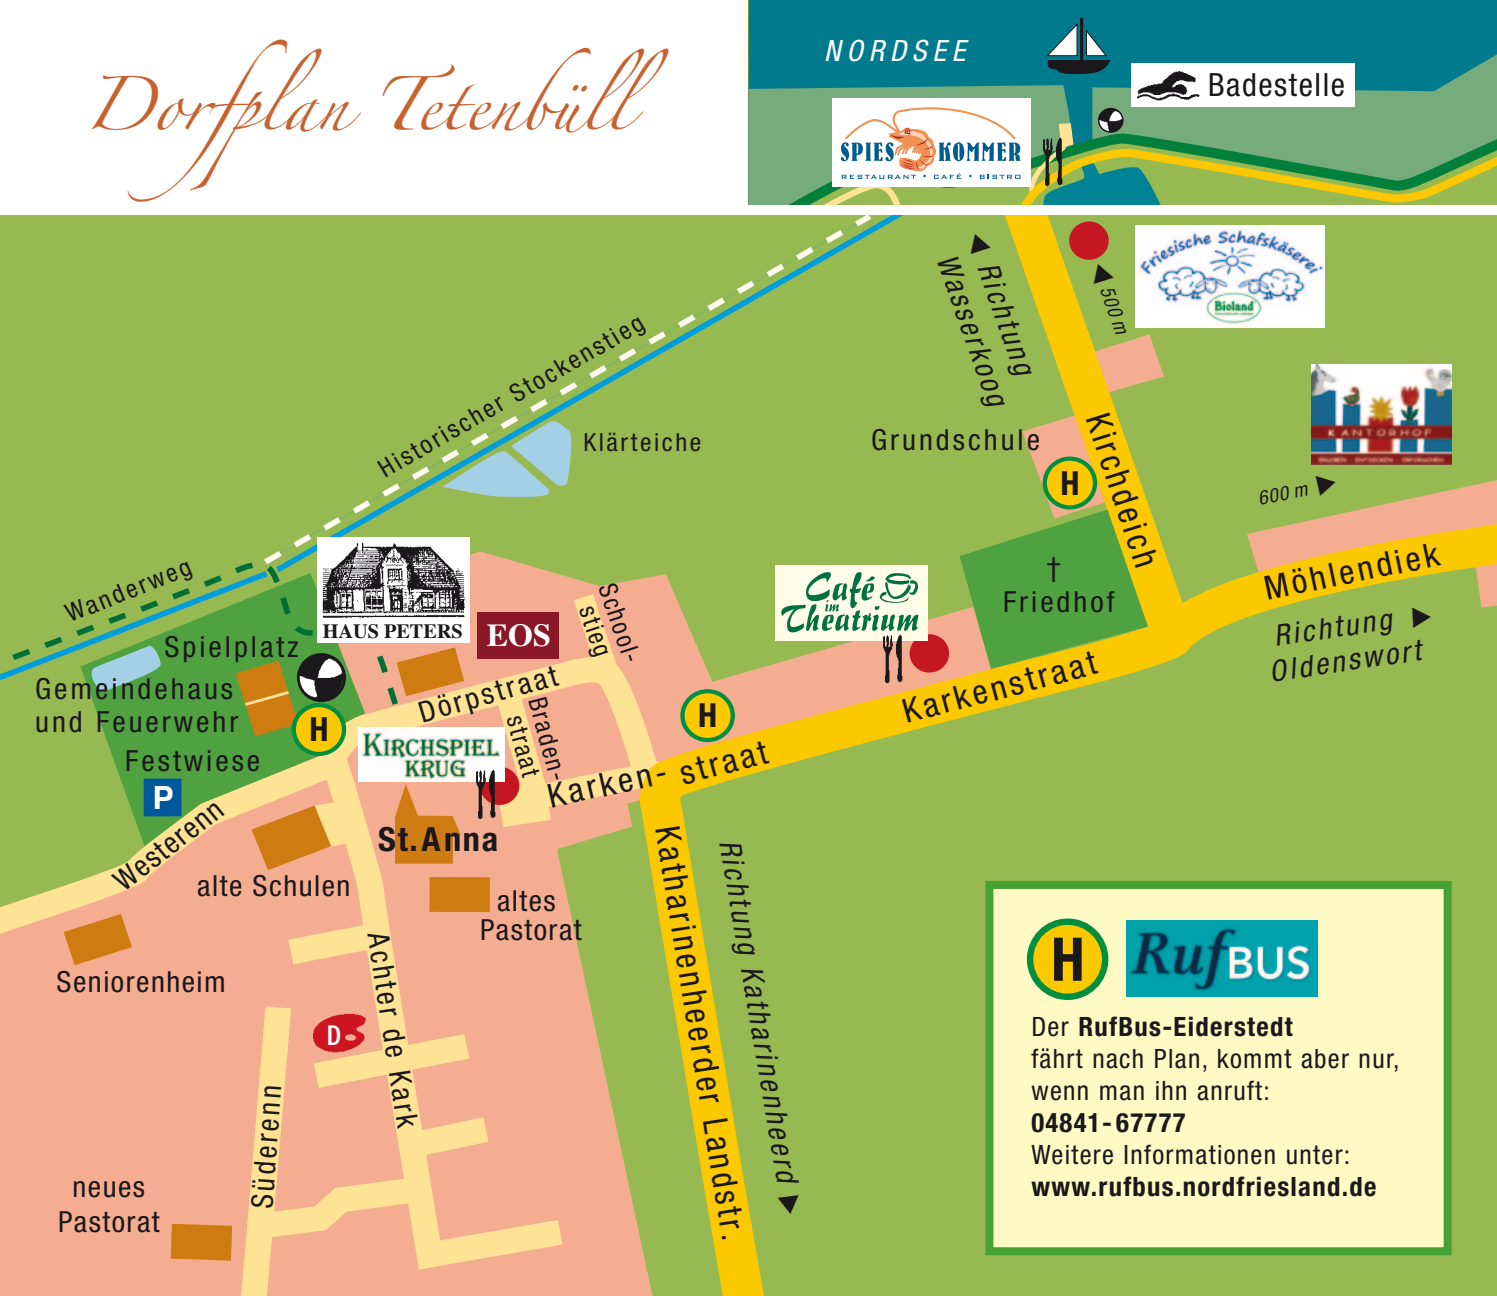 Dorfplan Tetenbüll
NORDSEE
Badestelle
SPIES KOMMER
RESTAURANT • CAFÉ • BISTRO
Friesische Schafskäserei
Bioland
500 m
Richtung
Wasserkoog
Historischer Stockenstieg
Klärteiche
Grundschule
H
Kirchdeich
KANTORHOF
600 m
Möhlendiek
Richtung
Oldenswort
Wanderweg
HAUS PETERS
EOS
School-
stieg
Café
im
Theatrium
†
Friedhof
Spielplatz
Gemeindehaus
und Feuerwehr
H
Festwiese
P
Dörpstraat
Braden-
straat
H
Karkenstraat
KIRCHSPIEL
KRUG
Karken- straat
St. Anna
Westerenn
alte Schulen
altes
Pastorat
Seniorenheim
Achter de Kark
D
Katharinenheerder Landstr.
Richtung Katharinenheerd
Süderenn
neues
Pastorat
H
RufBUS
Der RufBus-Eiderstedt
fährt nach Plan, kommt aber nur,
wenn man ihn anruft:
04841-67777
Weitere Informationen unter:
www.rufbus.nordfriesland.de